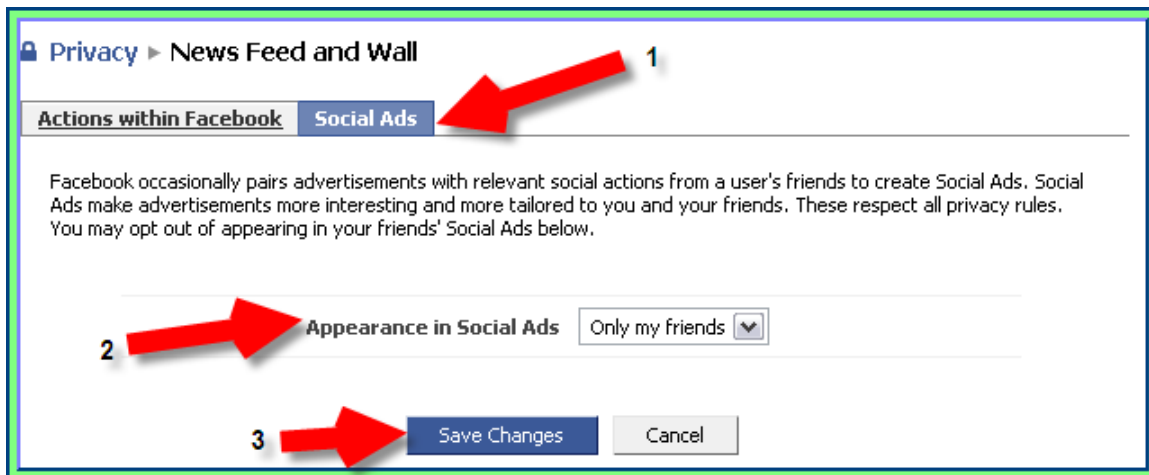 Privacy ▸ News Feed and Wall
1
Actions within Facebook Social Ads
Facebook occasionally pairs advertisements with relevant social actions from a user's friends to create Social Ads. Social
Ads make advertisements more interesting and more tailored to you and your friends. These respect all privacy rules.
You may opt out of appearing in your friends' Social Ads below.
Appearance in Social Ads Only my friends
2
3 Save Changes Cancel